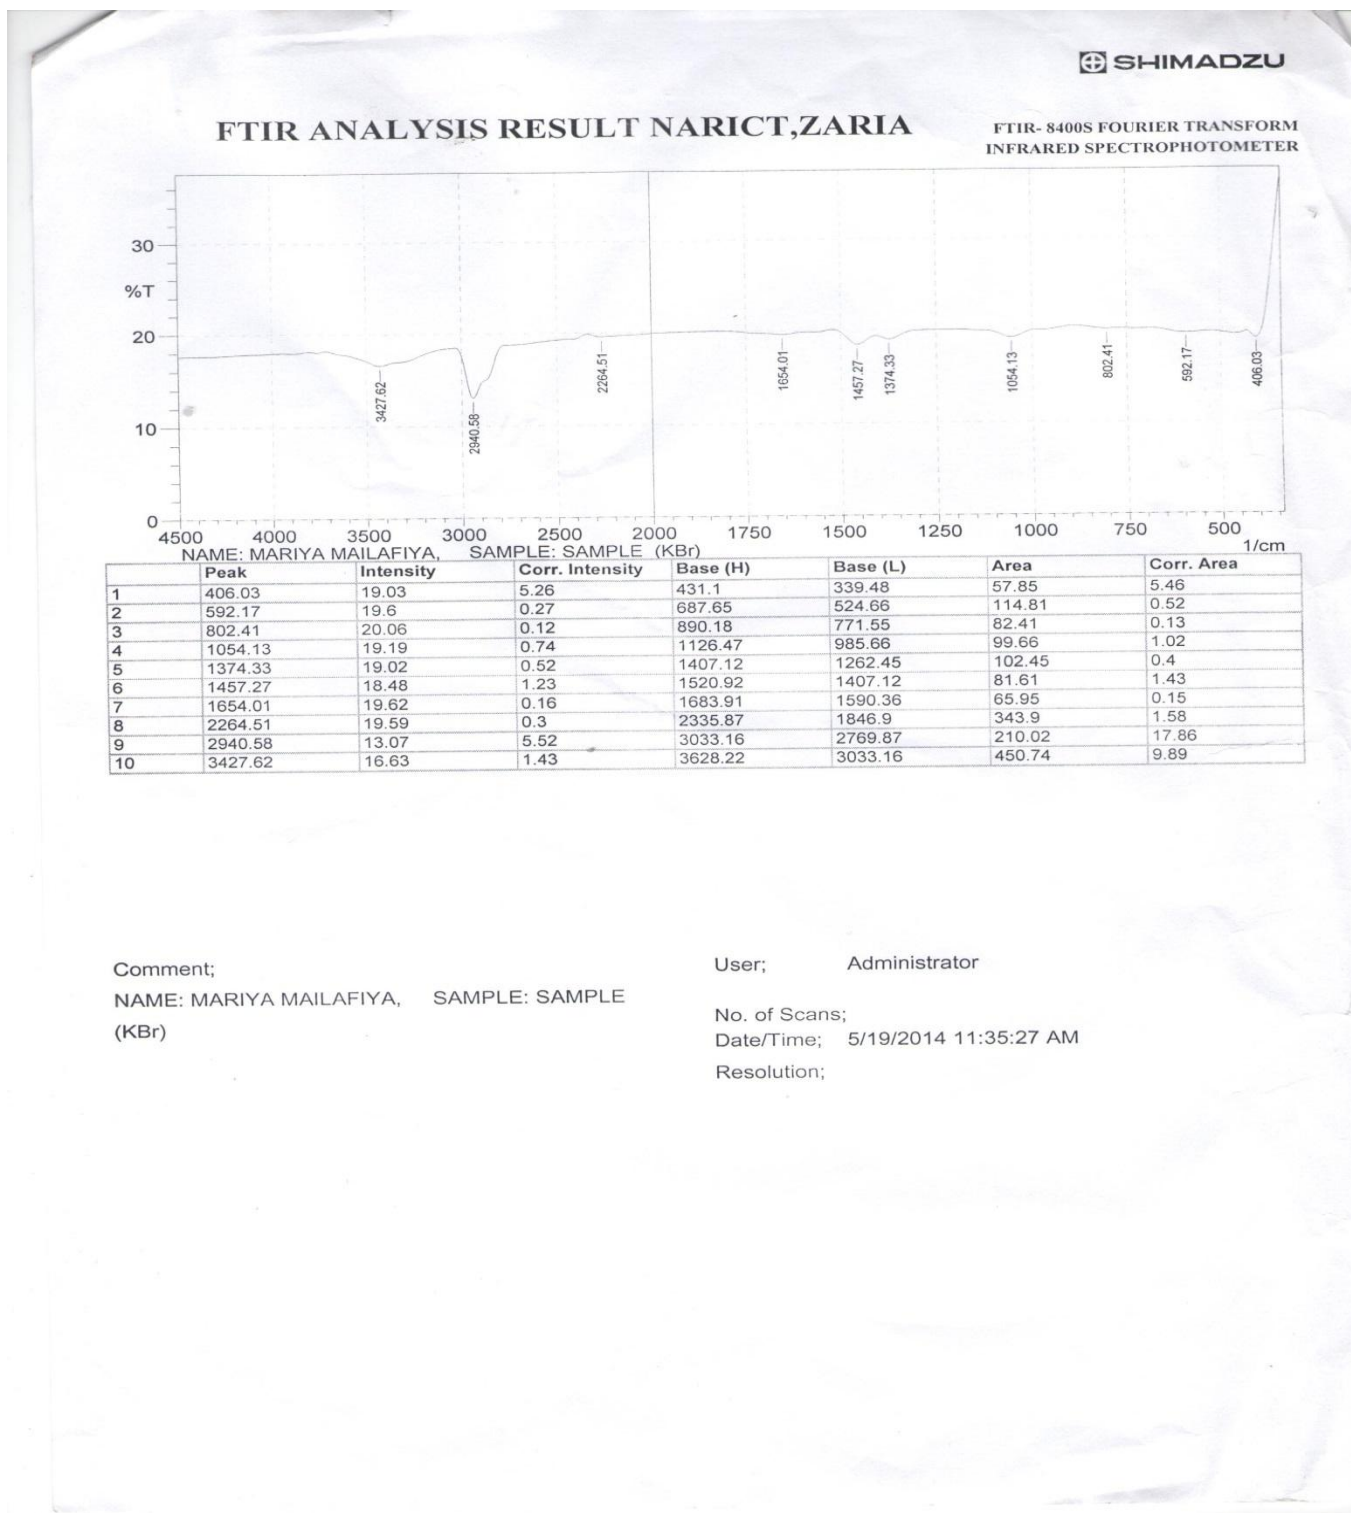 SHIMADZU
FTIR ANALYSIS RESULT NARICT,ZARIA
FTIR- 8400S FOURIER TRANSFORM
INFRARED SPECTROPHOTOMETER
30
%T
20
10
0
3427.62
2940.58
2264.51
1654.01
1457.27
1374.33
1054.13
802.41
592.17
406.03
4500 4000 3500 3000 2500 2000 1750 1500 1250 1000 750 500
1/cm
NAME: MARIYA MAILAFIYA, SAMPLE: SAMPLE (KBr)
Peak Intensity Corr. Intensity Base (H) Base (L) Area Corr. Area
1 406.03 19.03 5.26 431.1 339.48 57.85 5.46
2 592.17 19.6 0.27 687.65 524.66 114.81 0.52
3 802.41 20.06 0.12 890.18 771.55 82.41 0.13
4 1054.13 19.19 0.74 1126.47 985.66 99.66 1.02
5 1374.33 19.02 0.52 1407.12 1262.45 102.45 0.4
6 1457.27 18.48 1.23 1520.92 1407.12 81.61 1.43
7 1654.01 19.62 0.16 1683.91 1590.36 65.95 0.15
8 2264.51 19.59 0.3 2335.87 1846.9 343.9 1.58
9 2940.58 13.07 5.52 3033.16 2769.87 210.02 17.86
10 3427.62 16.63 1.43 3628.22 3033.16 450.74 9.89
Comment;
NAME: MARIYA MAILAFIYA, SAMPLE: SAMPLE
(KBr)
User; Administrator
No. of Scans;
Date/Time; 5/19/2014 11:35:27 AM
Resolution;